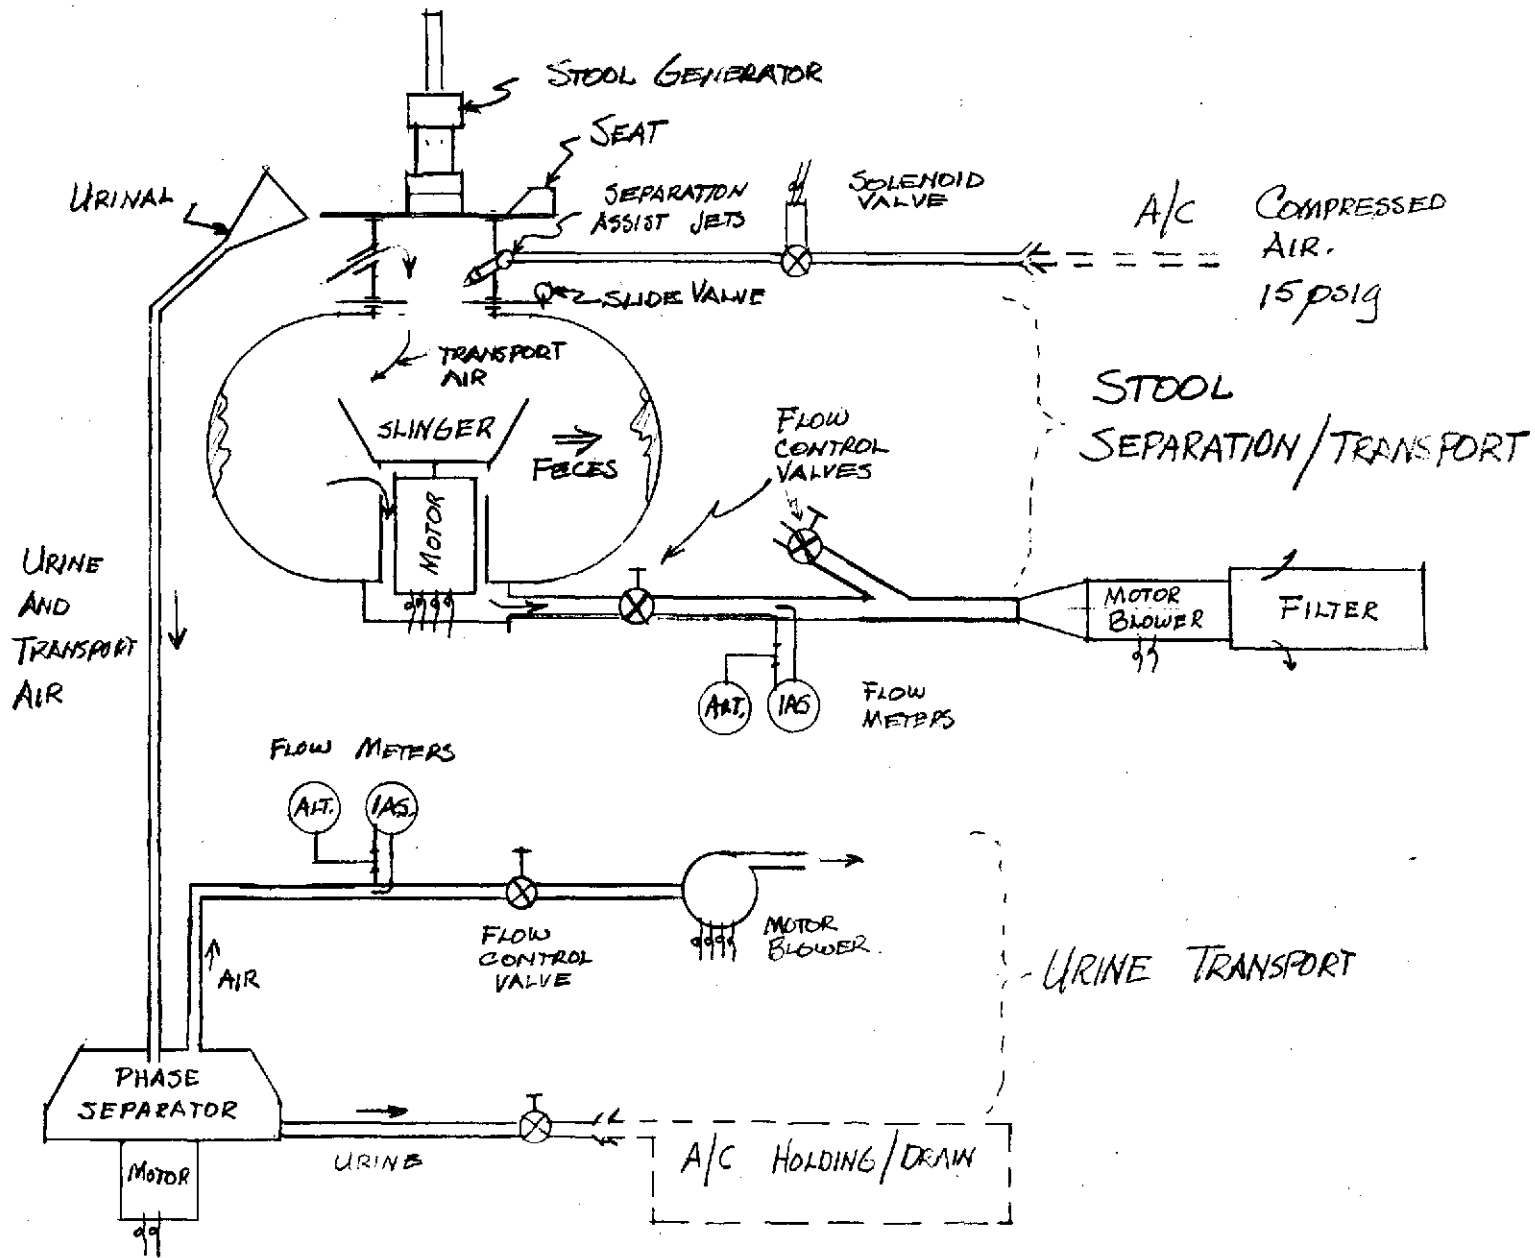 STOOL GENERATOR
SEAT
URINAL
SEPARATION
ASSIST JETS
SOLENOID
VALVE
A/C COMPRESSED
AIR.
15 psig
SLIDE VALVE
TRANSPORT
AIR
SLINGER
FECES
MOTOR
FLOW
CONTROL
VALVES
STOOL
SEPARATION/TRANSPORT
URINE
AND
TRANSPORT
AIR
MOTOR
BLOWER
FILTER
ALT.
IAS
FLOW
METERS
FLOW METERS
ALT.
IAS.
FLOW
CONTROL
VALVE
MOTOR
BLOWER.
AIR
URINE TRANSPORT
PHASE
SEPARATOR
MOTOR
URINE
A/C HOLDING/DRAIN